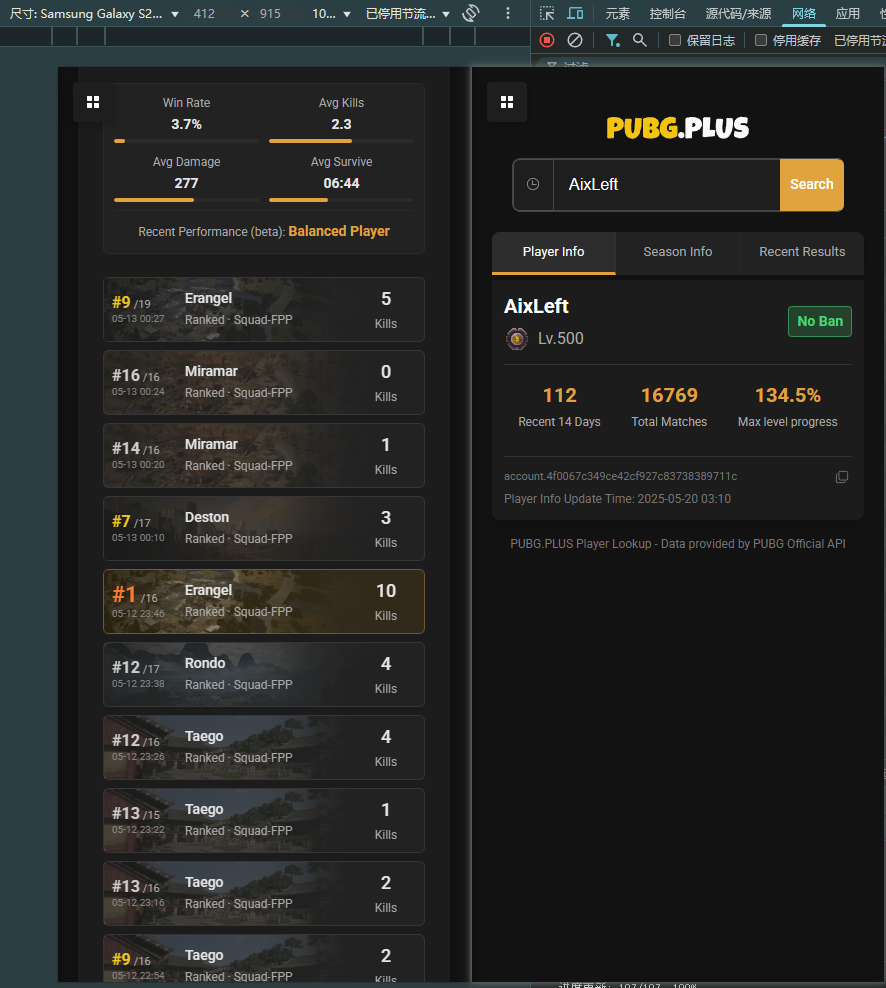 尺寸: Samsung Galaxy S2... 412 × 915 10... 已停用节流...
元素 控制台 源代码/来源 网络 应用
保留日志 停用缓存 已停用节流
Win Rate Avg Kills
3.7% 2.3
Avg Damage Avg Survive
277 06:44
Recent Performance (beta): Balanced Player
#9 /19 Erangel 5
05-13 00:27 Ranked · Squad-FPP Kills
#16 /16 Miramar 0
05-13 00:24 Ranked · Squad-FPP Kills
#14 /16 Miramar 1
05-13 00:20 Ranked · Squad-FPP Kills
#7 /17 Deston 3
05-13 00:10 Ranked · Squad-FPP Kills
#1 /16 Erangel 10
05-12 23:46 Ranked · Squad-FPP Kills
#12 /17 Rondo 4
05-12 23:38 Ranked · Squad-FPP Kills
#12 /16 Taego 4
05-12 23:26 Ranked · Squad-FPP Kills
#13 /15 Taego 1
05-12 23:22 Ranked · Squad-FPP Kills
#13 /16 Taego 2
05-12 23:16 Ranked · Squad-FPP Kills
#9 /16 Taego 2
05-12 22:54 Ranked · Squad-FPP Kills
PUBG.PLUS
AixLeft Search
Player Info Season Info Recent Results
AixLeft
No Ban
Lv.500
112 16769 134.5%
Recent 14 Days Total Matches Max level progress
account.4f0067c349ce42cf927c83738389711c
Player Info Update Time: 2025-05-20 03:10
PUBG.PLUS Player Lookup - Data provided by PUBG Official API